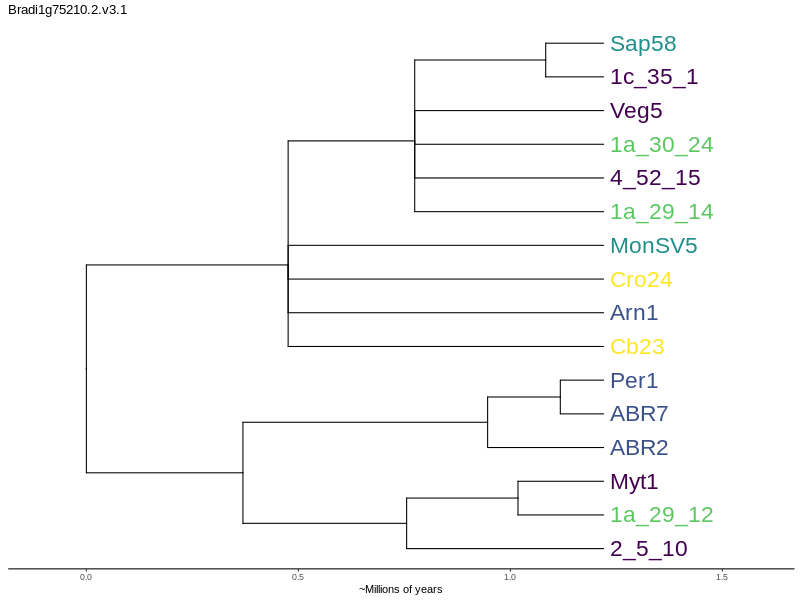 Bradi1g75210.2.v3.1
Sap58
1c_35_1
Veg5
1a_30_24
4_52_15
1a_29_14
MonSV5
Cro24
Arn1
Cb23
Per1
ABR7
ABR2
Myt1
1a_29_12
2_5_10
0.0 0.5 1.0 1.5
~Millions of years